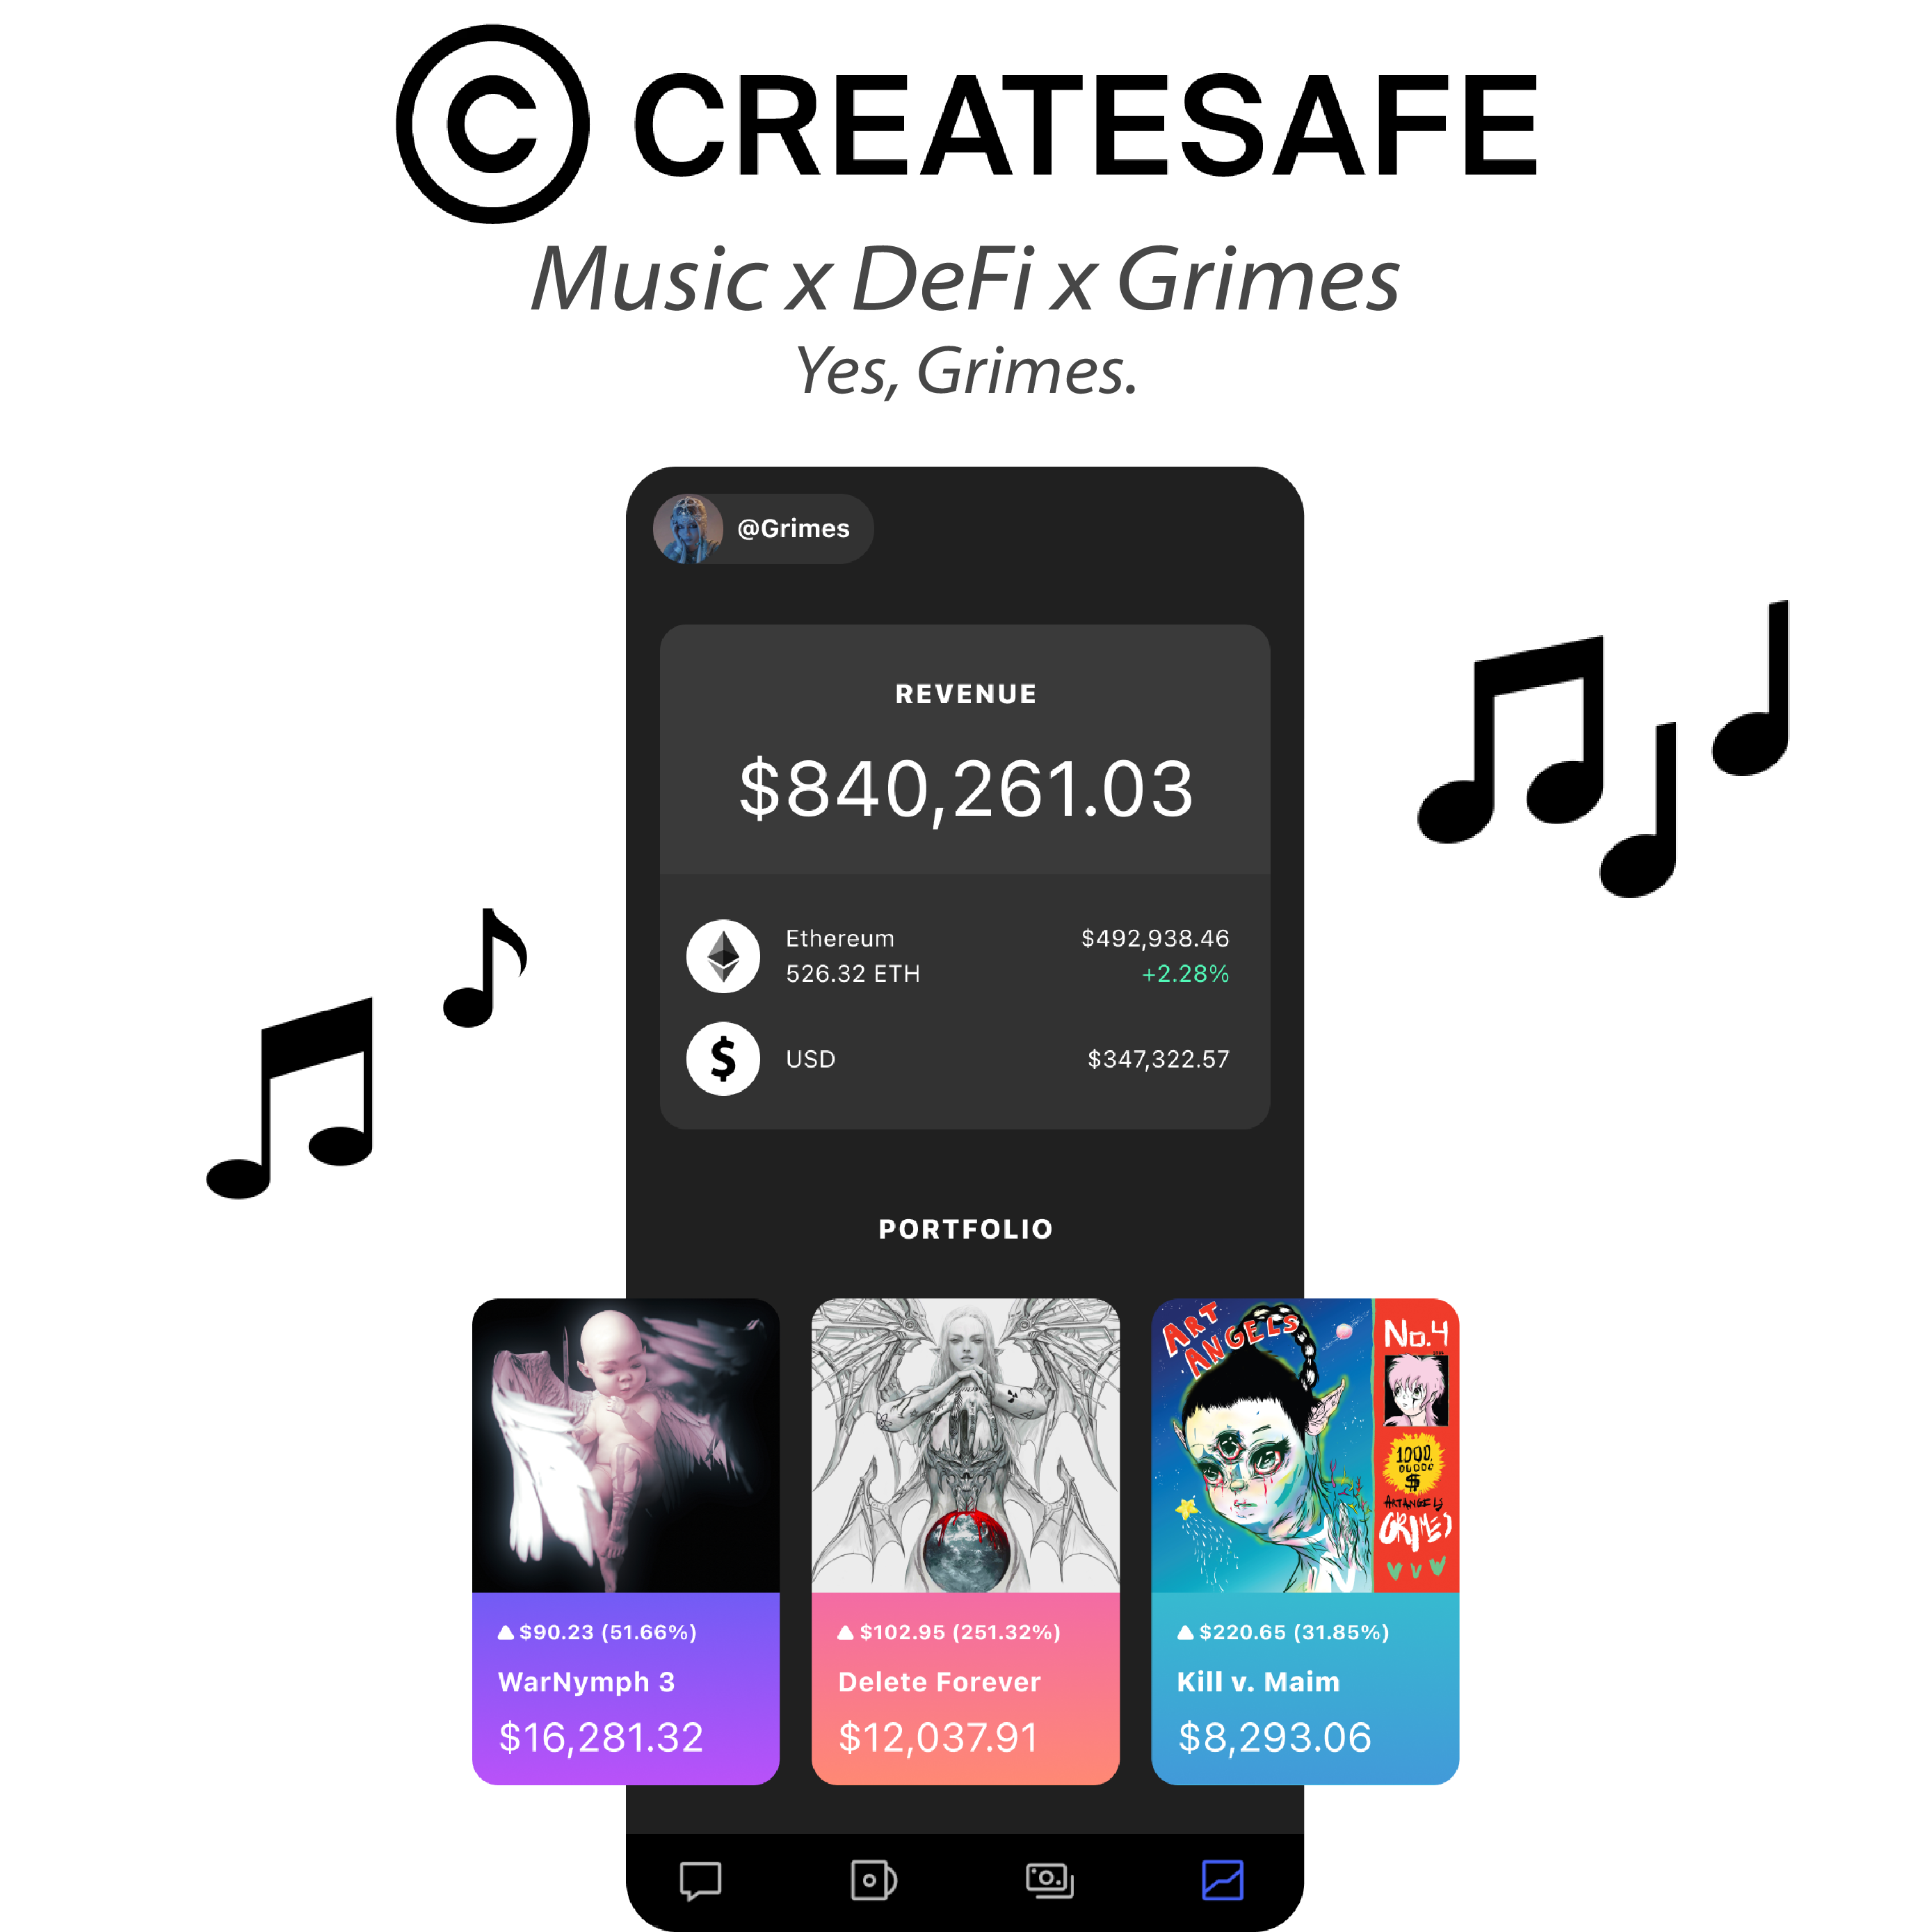 © CREATESAFE
Music x DeFi x Grimes
Yes, Grimes.
@Grimes
REVENUE
$840,261.03
Ethereum $492,938.46
526.32 ETH +2.28%
USD $347,322.57
PORTFOLIO
ART
ANGELS
No.4
1000,
$
ARTANGELS
GRIMES
▲ $90.23 (51.66%)
WarNymph 3
$16,281.32
▲ $102.95 (251.32%)
Delete Forever
$12,037.91
▲ $220.65 (31.85%)
Kill v. Maim
$8,293.06